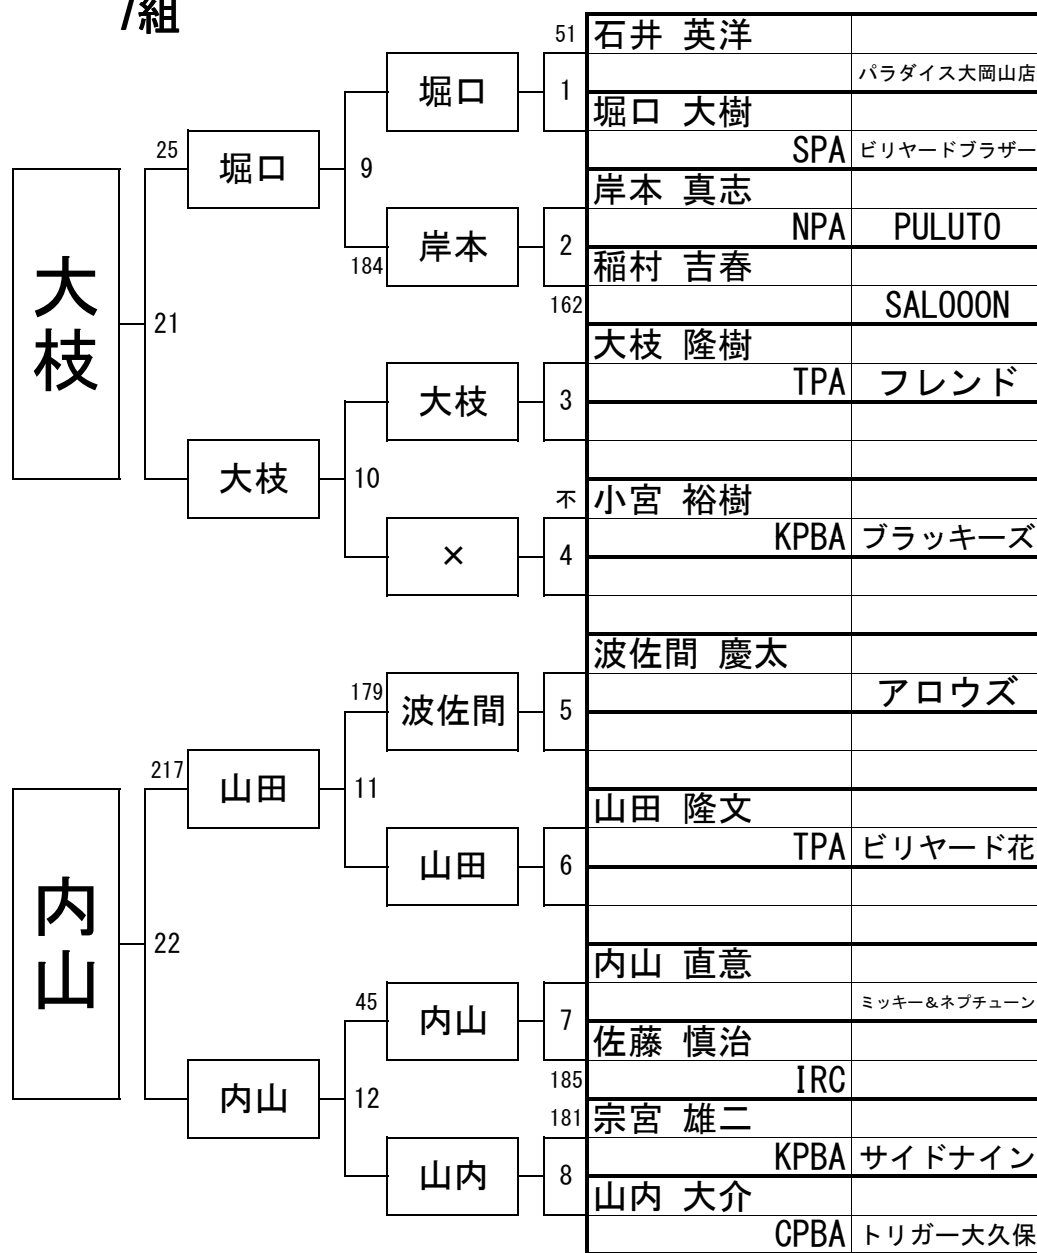 組
51 石井 英洋
堀口 1 パラダイス大岡山店
堀口 大樹
25 堀口 9 SPA ビリヤードブラザー
岸本 真志
岸本 2 NPA PULUTO
184 稲村 吉春
162 SALOOON
大枝 21
大枝 隆樹
大枝 3 TPA フレンド
大枝 10
不 小宮 裕樹
× 4 KPBA ブラッキーズ
波佐間 慶太
179 波佐間 5 アロウズ
217 山田 11
山田 隆文
山田 6 TPA ビリヤード花
内山 22
内山 直意
45 内山 7 ミッキー&ネプチューン
佐藤 慎治
185 IRC
内山 12
181 宗宮 雄二
山内 8 KPBA サイドナイン
山内 大介
CPBA トリガー大久保